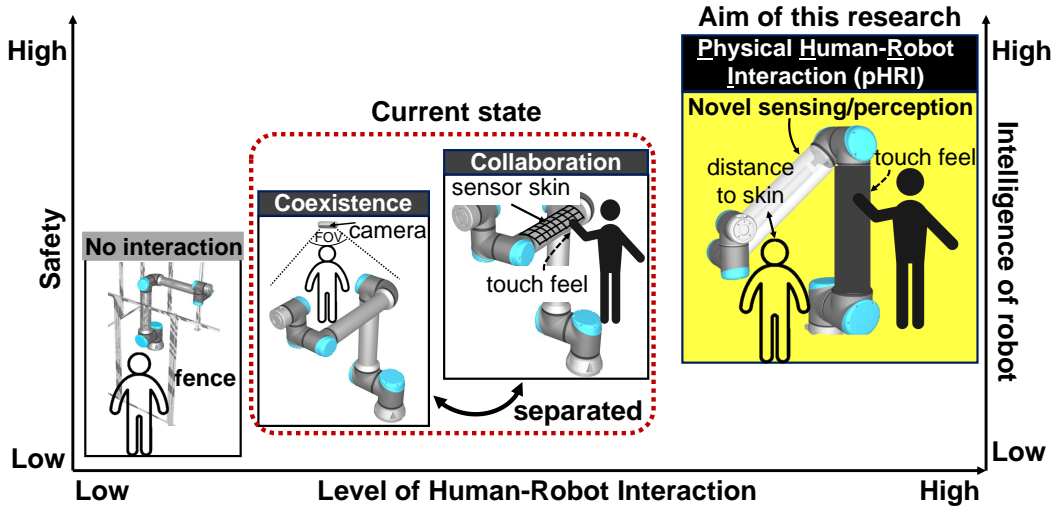 Aim of this research
High
High
Physical Human-Robot
Interaction (pHRI)
Novel sensing/perception
distance
to skin
touch feel
Current state
Collaboration
sensor skin
touch feel
Coexistence
FOV
camera
No interaction
fence
separated
Safety
Intelligence of robot
Low
Low
Low
Level of Human-Robot Interaction
High